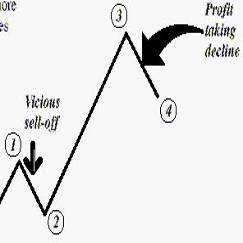 3
Profit
taking
decline
4
Vicious
sell-off
1
2